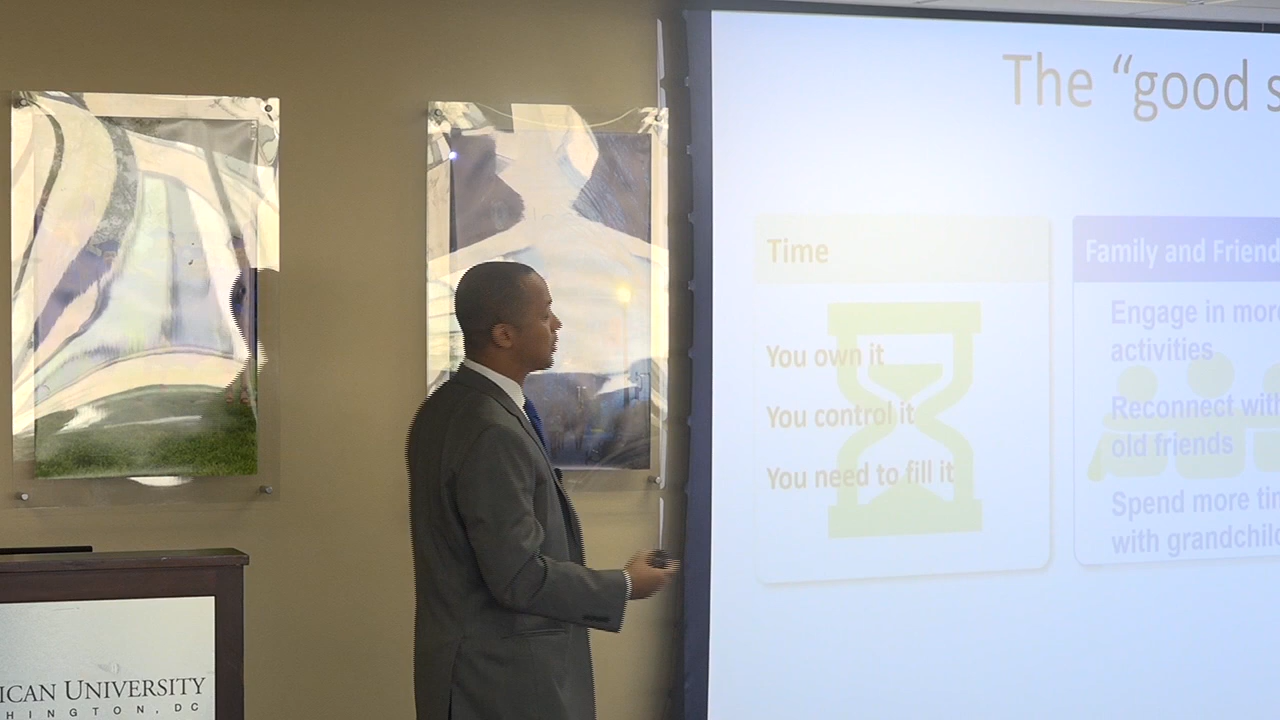 The “good s
Time
You own it
You control it
You need to fill it
Family and Friend
Engage in more
activities
Reconnect with
old friends
Spend more tim
with grandchild
ICAN UNIVERSITY
HINGTON, DC